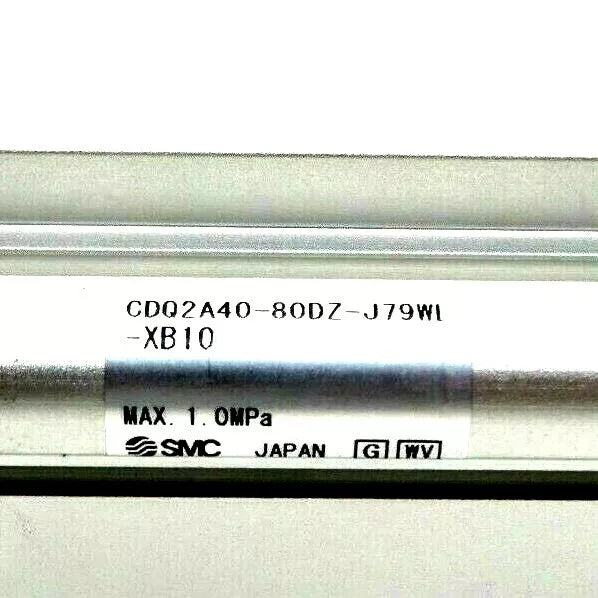 CDQ2A40-80DZ-J79WL
-XB10
MAX. 1.0MPa
SMC JAPAN G WV